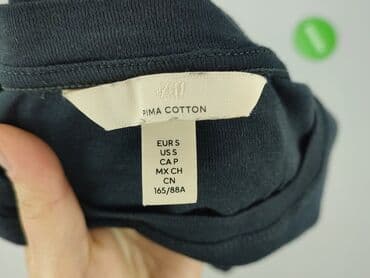 H&M
PIMA COTTON
EUR S
US S
CA P
MX CH
CN
165/88A